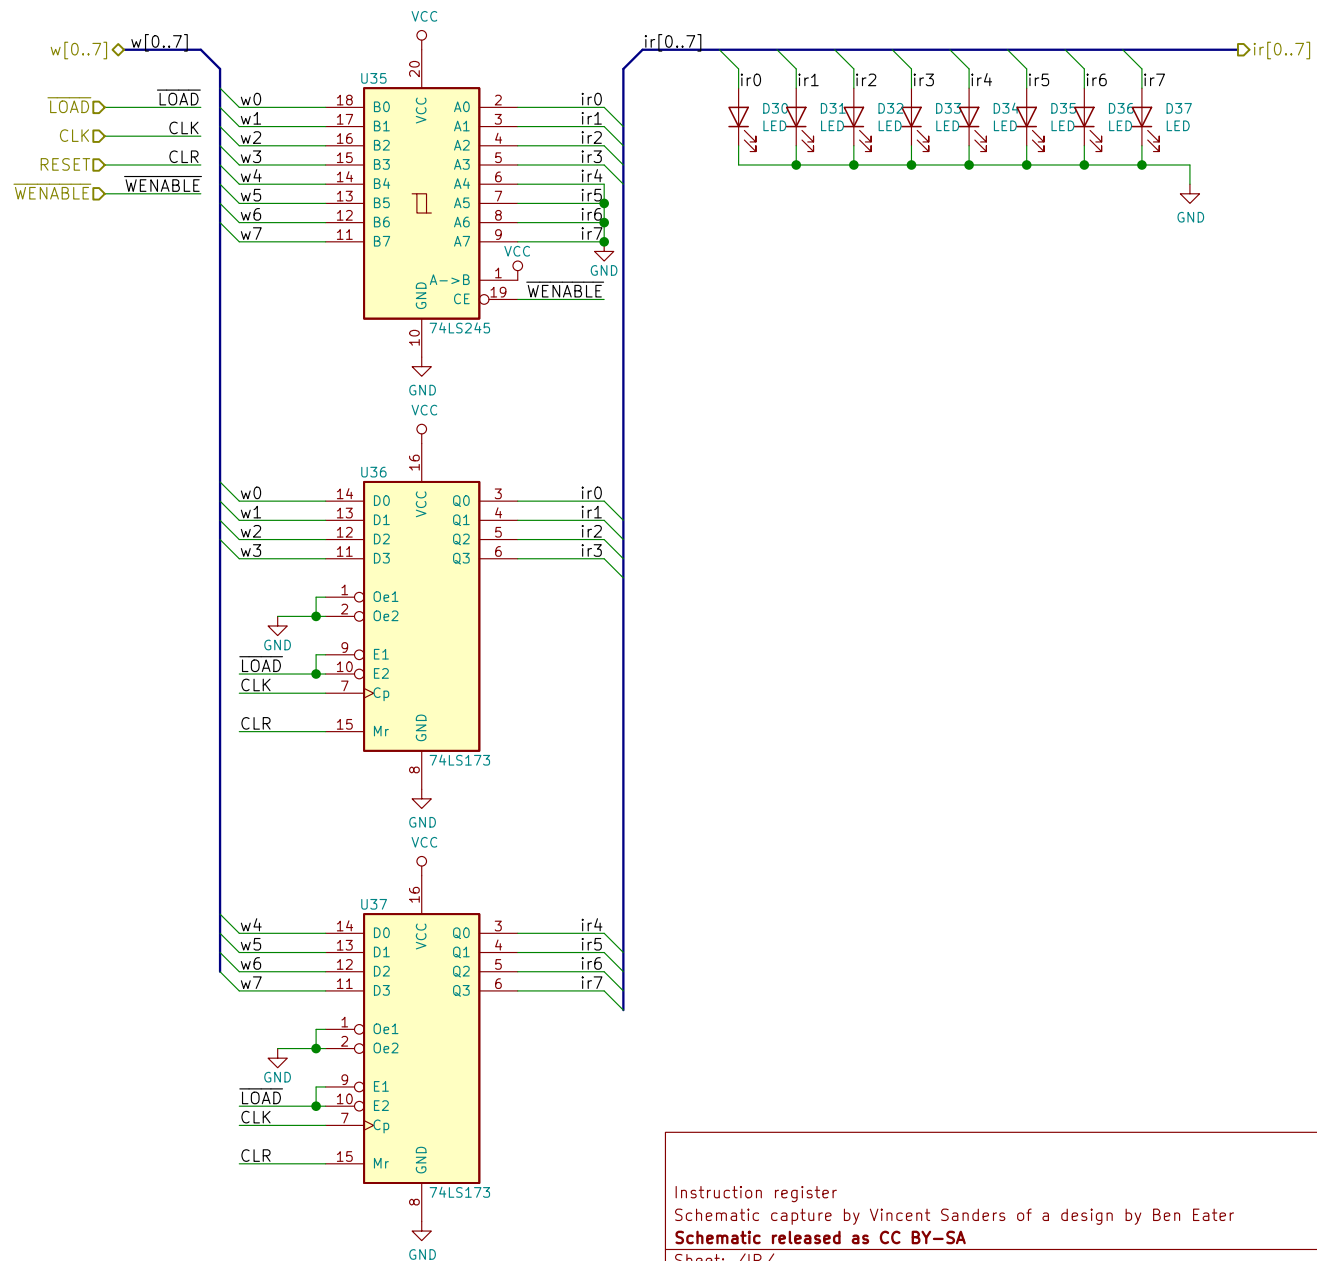 w[0..7]
w[0..7]
LOAD
LOAD
CLK
CLK
RESET
CLR
WENABLE
WENABLE
VCC
20
U35
VCC
w0 18 B0 A0 2 ir0
w1 17 B1 A1 3 ir1
w2 16 B2 A2 4 ir2
w3 15 B3 A3 5 ir3
w4 14 B4 A4 6 ir4
w5 13 B5 A5 7 ir5
w6 12 B6 A6 8 ir6
w7 11 B7 A7 9 ir7
VCC
GND
A->B 1
CE 19 WENABLE
GND
74LS245
10
GND
ir[0..7]
ir[0..7]
ir0 ir1 ir2 ir3 ir4 ir5 ir6 ir7
D30 D31 D32 D33 D34 D35 D36 D37
LED LED LED LED LED LED LED LED
GND
VCC
16
U36
VCC
w0 14 D0 Q0 3 ir0
w1 13 D1 Q1 4 ir1
w2 12 D2 Q2 5 ir2
w3 11 D3 Q3 6 ir3
1 Oe1
2 Oe2
GND
9 E1
LOAD 10 E2
CLK 7 Cp
CLR 15 Mr
GND
74LS173
8
GND
VCC
16
U37
VCC
w4 14 D0 Q0 3 ir4
w5 13 D1 Q1 4 ir5
w6 12 D2 Q2 5 ir6
w7 11 D3 Q3 6 ir7
1 Oe1
2 Oe2
GND
9 E1
LOAD 10 E2
CLK 7 Cp
CLR 15 Mr
GND
74LS173
8
GND
Instruction register
Schematic capture by Vincent Sanders of a design by Ben Eater
Schematic released as CC BY-SA
Sheet: /IR/